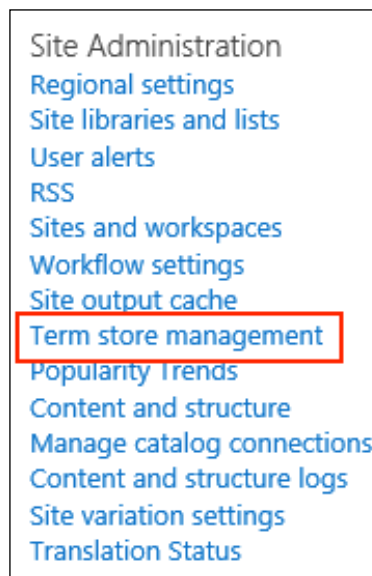 Site Administration
Regional settings
Site libraries and lists
User alerts
RSS
Sites and workspaces
Workflow settings
Site output cache
Term store management
Popularity Trends
Content and structure
Manage catalog connections
Content and structure logs
Site variation settings
Translation Status